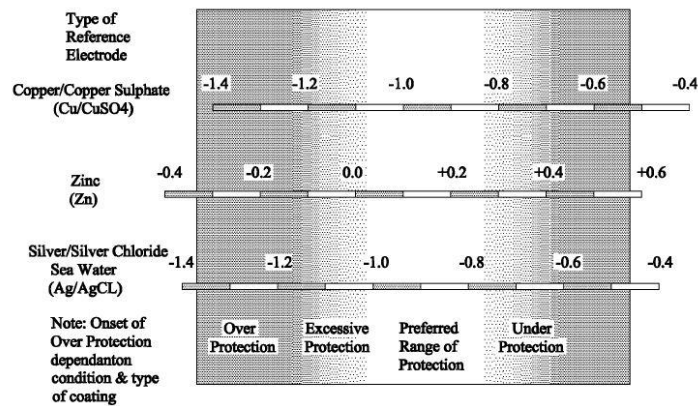 Type of
Reference
Electrode
-1.4 -1.2 -1.0 -0.8 -0.6 -0.4
Copper/Copper Sulphate
(Cu/CuSO4)
-0.4 -0.2 0.0 +0.2 +0.4 +0.6
Zinc
(Zn)
Silver/Silver Chloride
Sea Water
(Ag/AgCL)
-1.4 -1.2 -1.0 -0.8 -0.6 -0.4
Note: Onset of
Over Protection
dependanton
condition & type
of coating
Over
Protection
Excessive
Protection
Preferred
Range of
Protection
Under
Protection